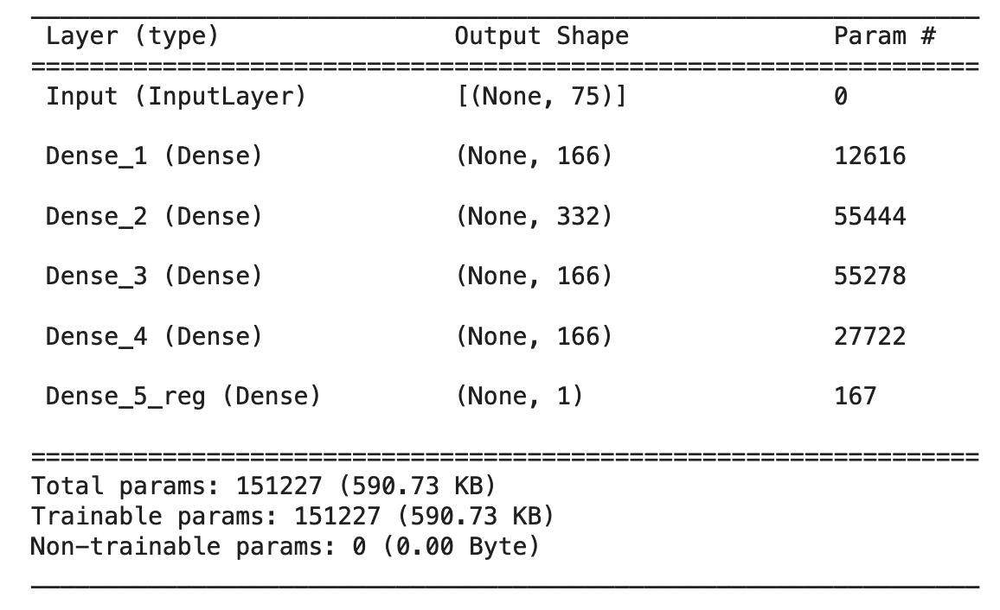 Layer (type) Output Shape Param #
=================================================================
Input (InputLayer) [(None, 75)] 0
Dense_1 (Dense) (None, 166) 12616
Dense_2 (Dense) (None, 332) 55444
Dense_3 (Dense) (None, 166) 55278
Dense_4 (Dense) (None, 166) 27722
Dense_5_reg (Dense) (None, 1) 167
=================================================================
Total params: 151227 (590.73 KB)
Trainable params: 151227 (590.73 KB)
Non-trainable params: 0 (0.00 Byte)